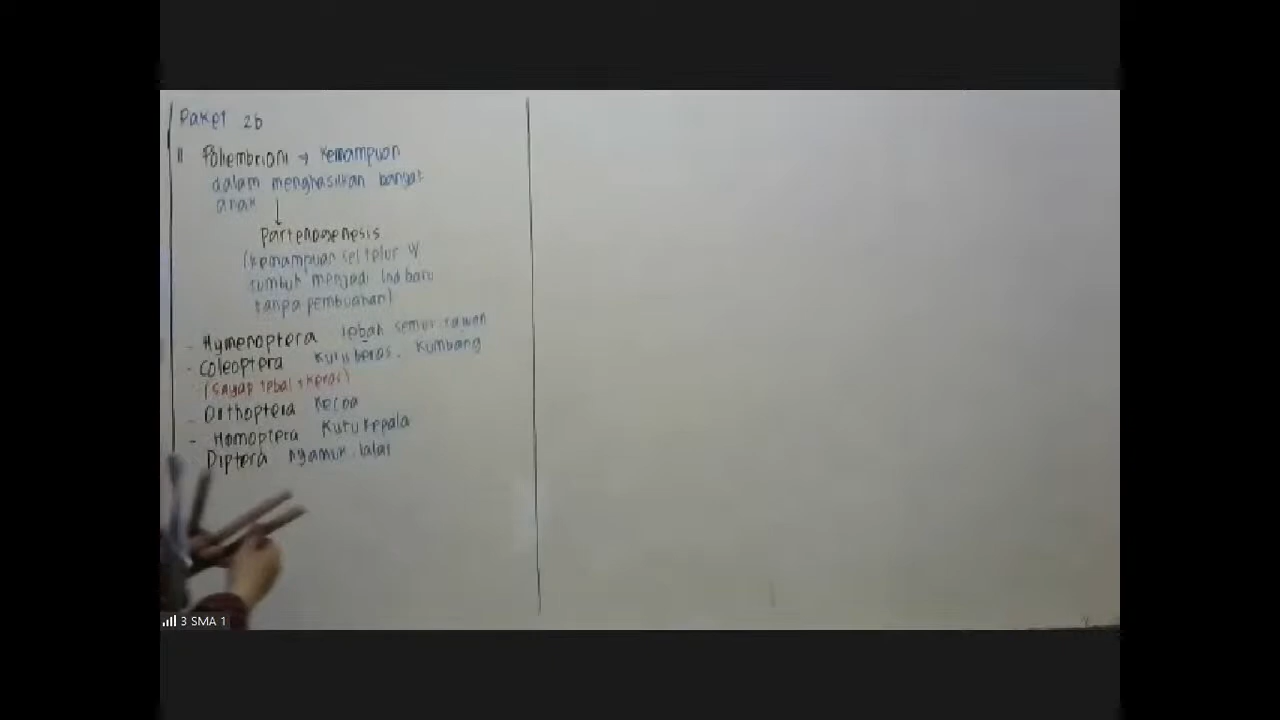 Paket 2b
11 Poliembrioni → Kemampuan
dalam menghasilkan banyak
anak
↓
Partenogenesis
(Kemampuan sel telur u/
tumbuh menjadi ind baru
tanpa pembuahan)
- Hymenoptera lebah semut tawon
- Coleoptera Kutu beras, Kumbang
(sayap tebal + keras)
- Orthoptera Kecoa
- Homoptera Kutu Kepala
Diptera nyamuk, lalat
3 SMA 1